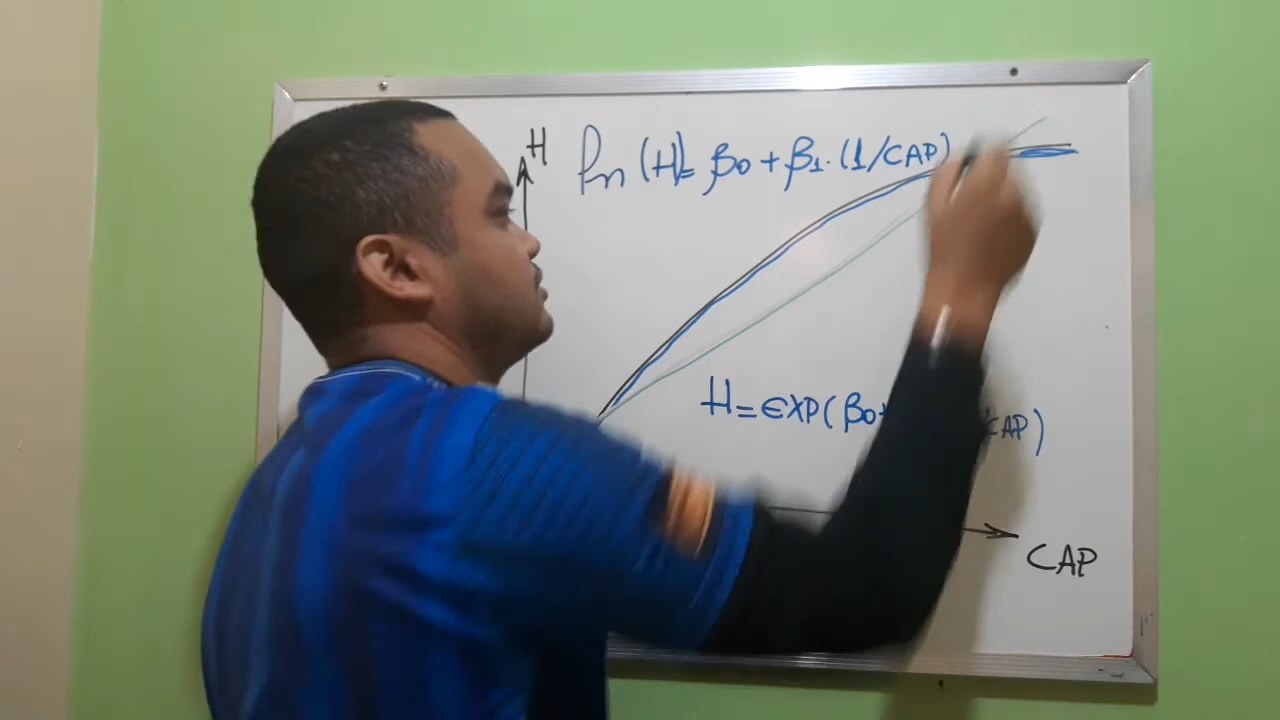 H
ln (H) = β0 + β1 . (1/CAP)
H = EXP(β0+ CAP)
CAP